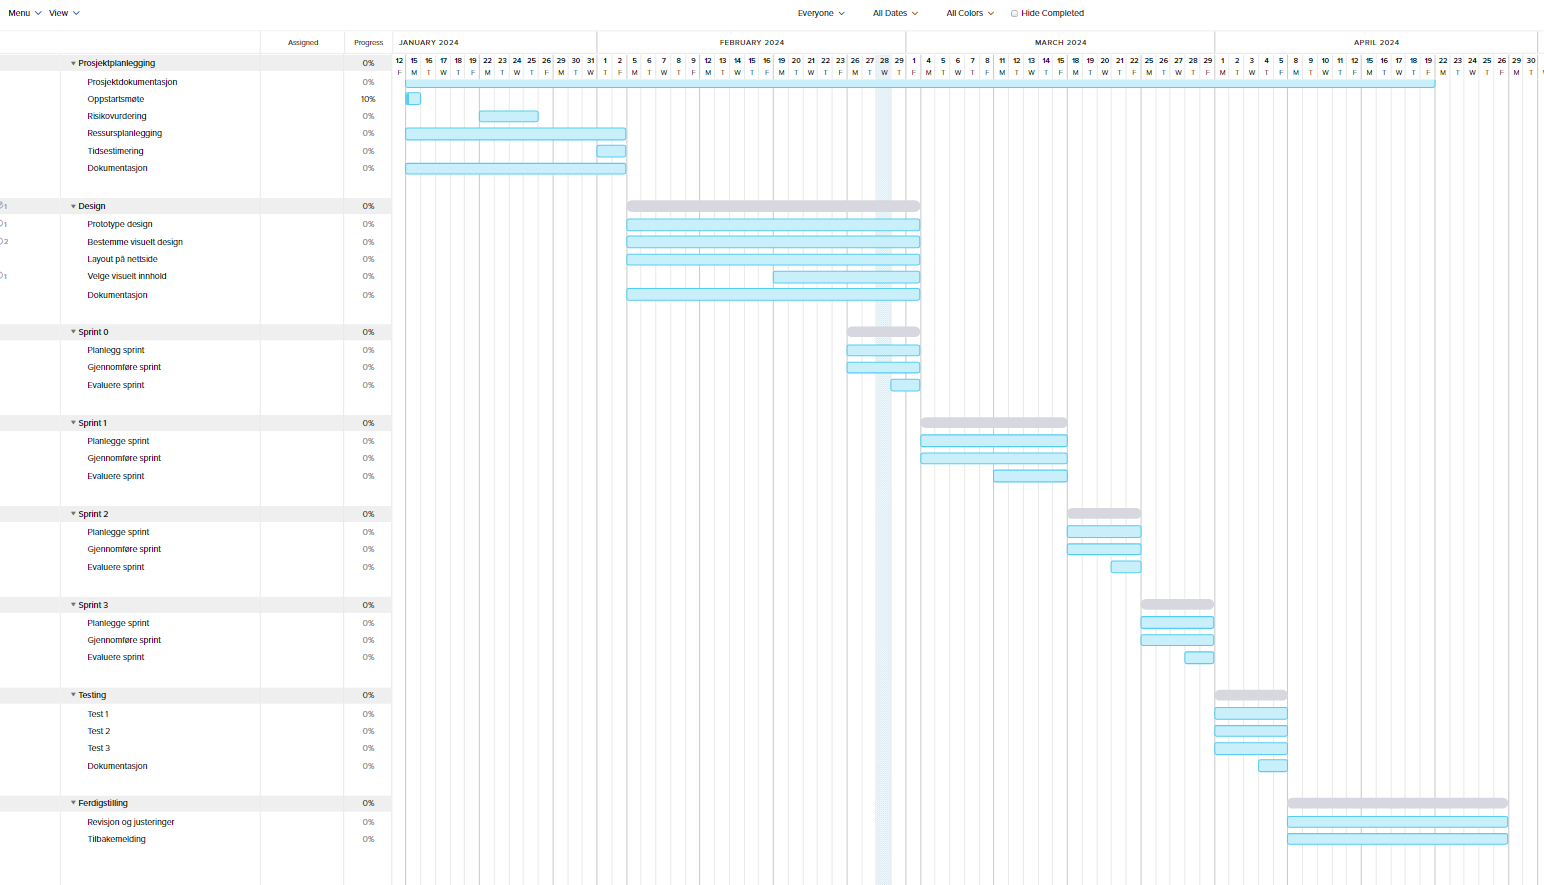 Menu View Everyone All Dates All Colors Hide Completed
Assigned Progress JANUARY 2024 FEBRUARY 2024 MARCH 2024 APRIL 2024
12 15 16 17 18 19 22 23 24 25 26 29 30 31 1 2 5 6 7 8 9 12 13 14 15 16 19 20 21 22 23 26 27 28 29 1 4 5 6 7 8 11 12 13 14 15 18 19 20 21 22 25 26 27 28 29 1 2 3 4 5 8 9 10 11 12 15 16 17 18 19 22 23 24 25 26 29 30
F M T W T F M T W T F M T W T F M T W T F M T W T F M T W T F M T W T F M T W T F M T W T F M T W T F M T W T F M T W T F M T W T F M T W T F M T W T F M T
Prosjektplanlegging 0%
Prosjektdokumentasjon 0%
Oppstartsmøte 10%
Risikovurdering 0%
Ressursplanlegging 0%
Tidsestimering 0%
Dokumentasjon 0%
1 Design 0%
1 Prototype design 0%
2 Bestemme visuelt design 0%
Layout på nettside 0%
1 Velge visuelt innhold 0%
Dokumentasjon 0%
Sprint 0 0%
Planlegg sprint 0%
Gjennomføre sprint 0%
Evaluere sprint 0%
Sprint 1 0%
Planlegge sprint 0%
Gjennomføre sprint 0%
Evaluere sprint 0%
Sprint 2 0%
Planlegge sprint 0%
Gjennomføre sprint 0%
Evaluere sprint 0%
Sprint 3 0%
Planlegge sprint 0%
Gjennomføre sprint 0%
Evaluere sprint 0%
Testing 0%
Test 1 0%
Test 2 0%
Test 3 0%
Dokumentasjon 0%
Ferdigstilling 0%
Revisjon og justeringer 0%
Tilbakemelding 0%